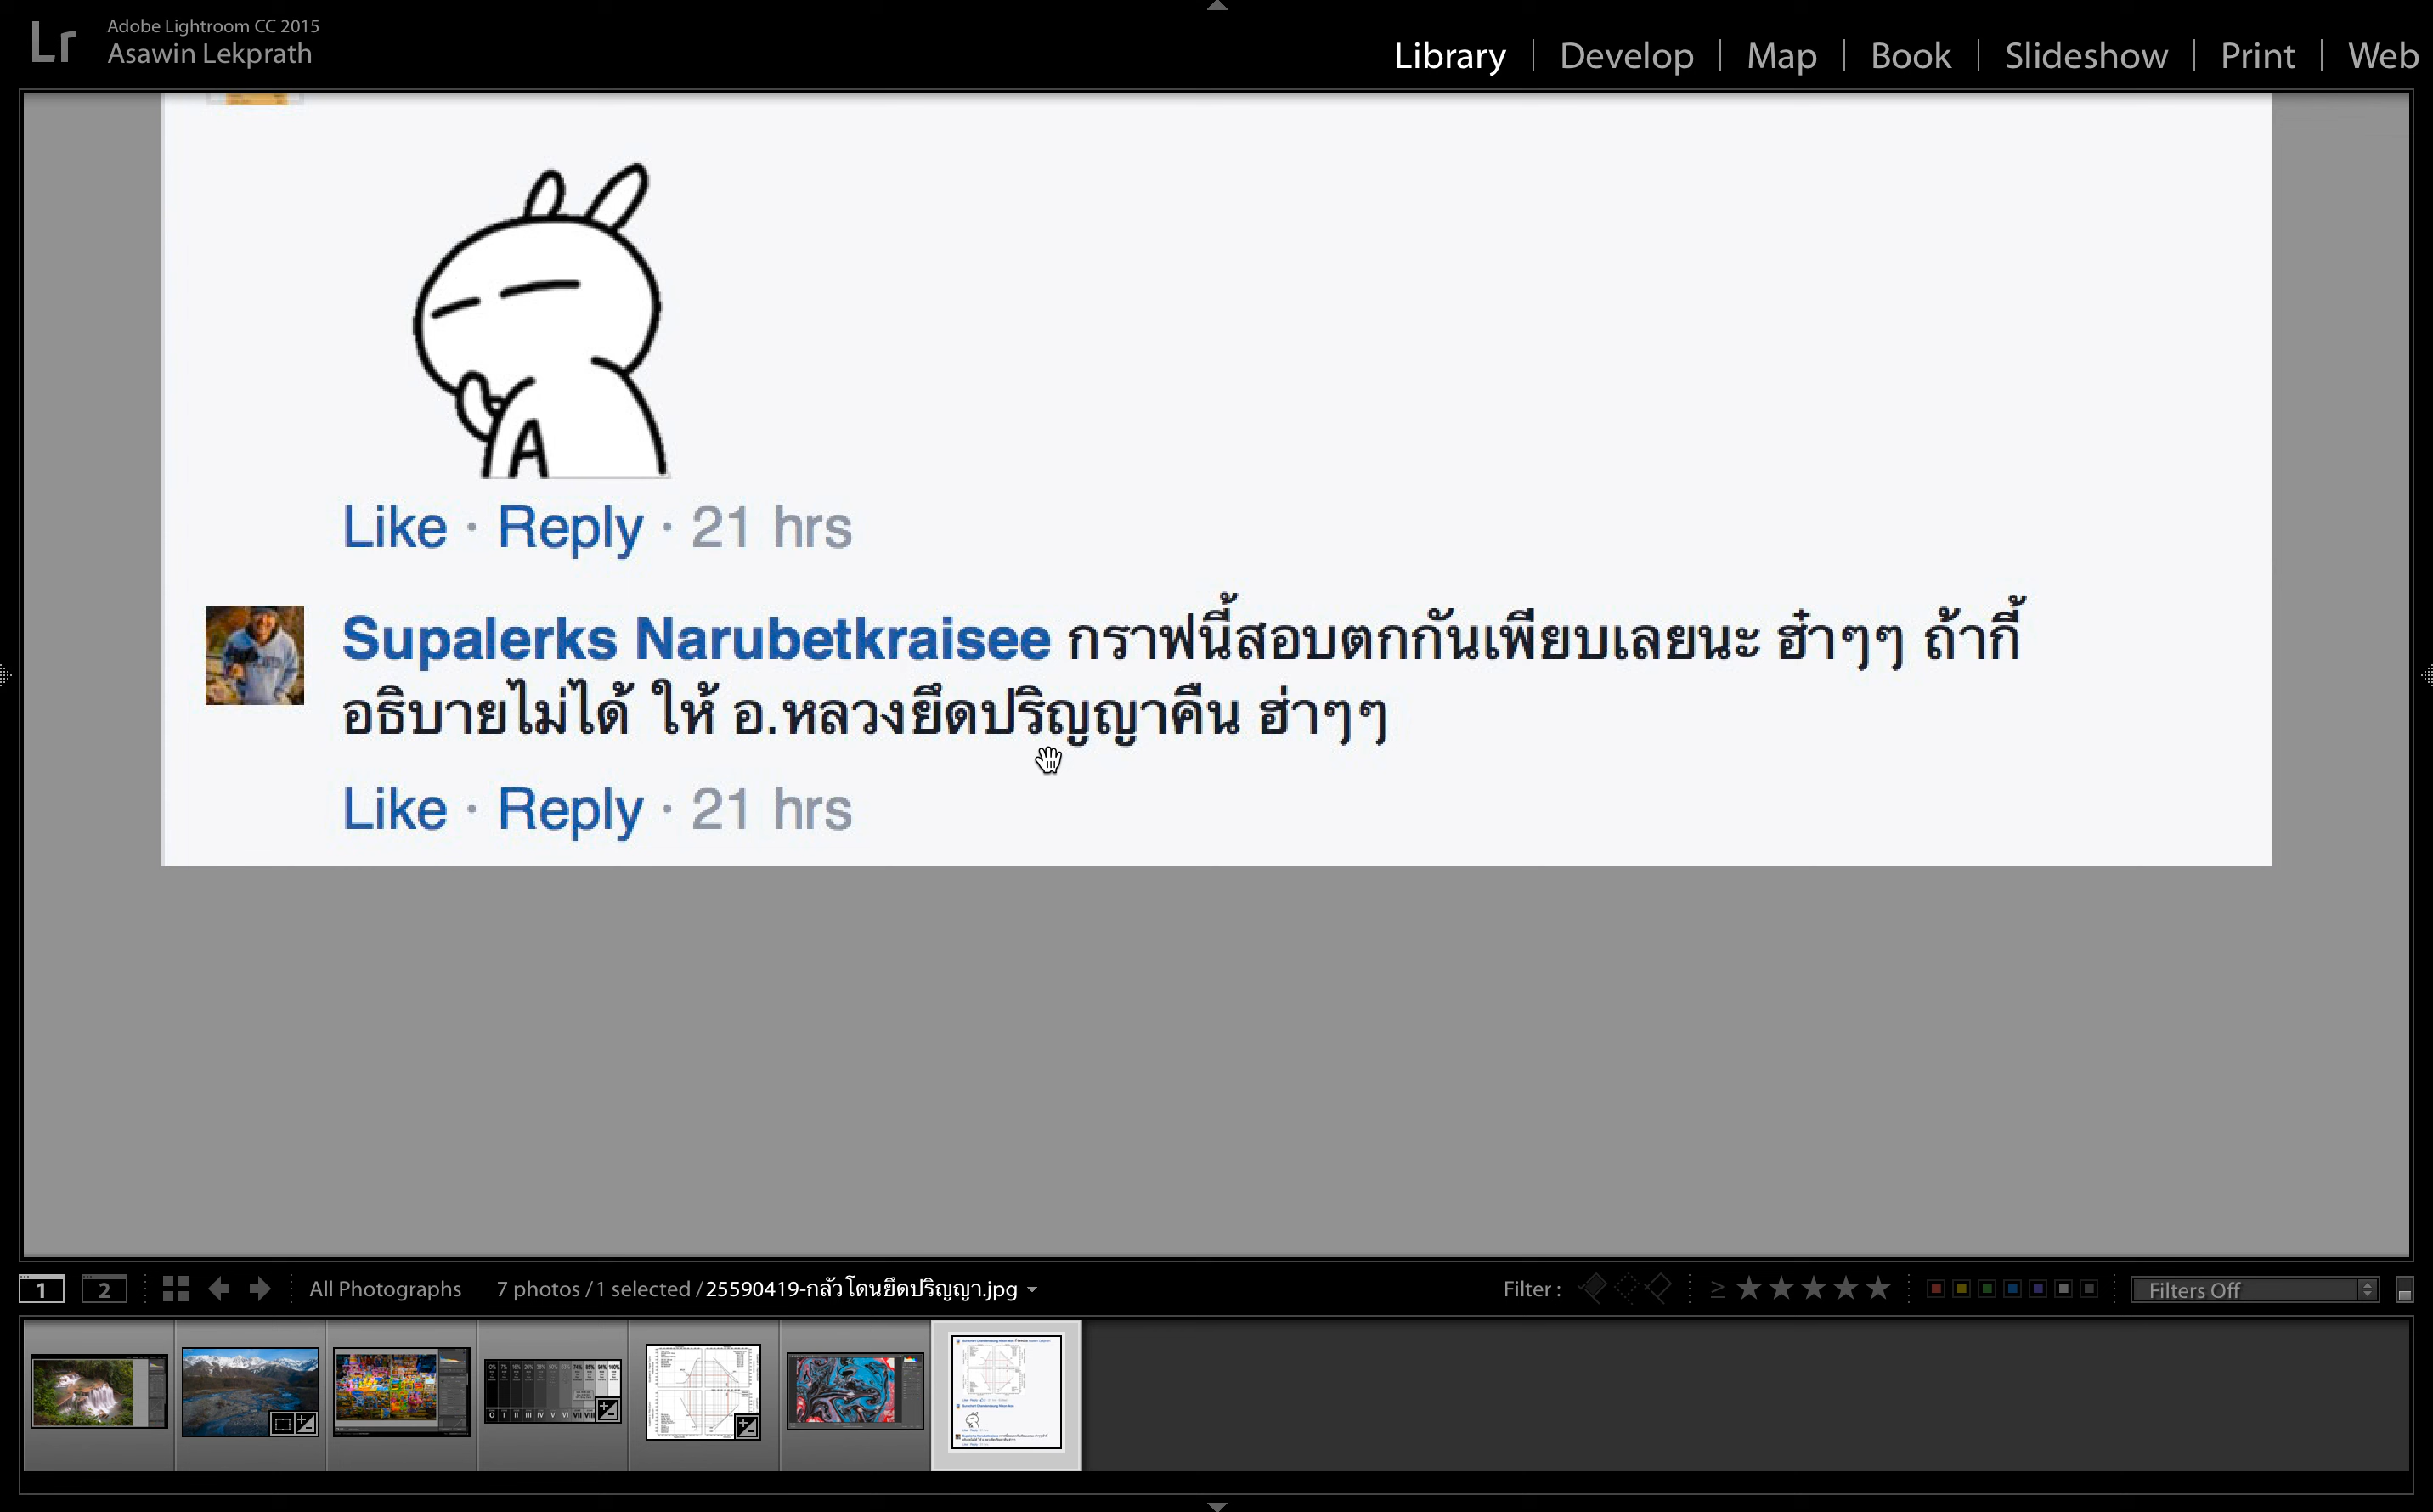 Lr
Adobe Lightroom CC 2015
Asawin Lekprath
Library | Develop | Map | Book | Slideshow | Print | Web
A
Like · Reply · 21 hrs
Supalerks Narubetkraisee กราฟนี้สอบตกกันเพียบเลยนะ ฮ๋าๆๆ ถ้ากี้
อธิบายไม่ได้ ให้ อ.หลวงยึดปริญญาคืน ฮ่าๆๆ
Like · Reply · 21 hrs
1 2 All Photographs 7 photos / 1 selected / 25590419-กลัวโดนยึดปริญญา.jpg Filter : ≥ ★★★★★ Filters Off